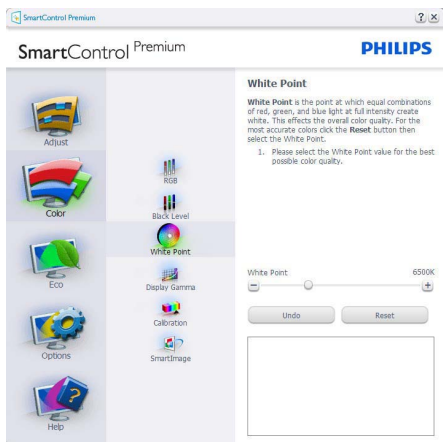 SmartControl Premium
? ×
SmartControl Premium
PHILIPS
Adjust
Color
Eco
Options
Help
RGB
Black Level
White Point
Display Gamma
Calibration
SmartImage
White Point
White Point is the point at which equal combinations
of red, green, and blue light at full intensity create
white. This effects the overall color quality. For the
most accurate colors click the Reset button then
select the White Point.
1. Please select the White Point value for the best
possible color quality.
White Point 6500K
− +
Undo Reset